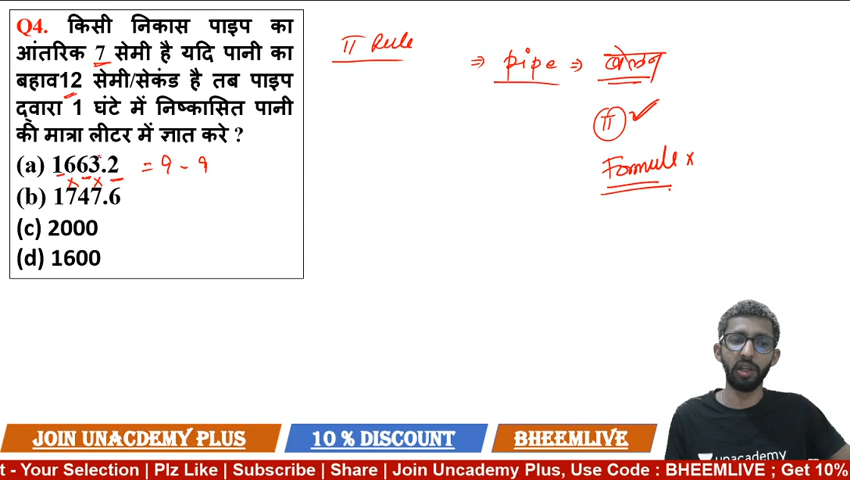 Q4. किसी निकास पाइप का
आंतरिक 7 सेमी है यदि पानी का
बहाव12 सेमी/सेकंड है तब पाइप
द्वारा 1 घंटे में निष्कासित पानी
की मात्रा लीटर में ज्ञात करे ?
(a) 1663.2 = 9 - 9
(b) 1747.6
(c) 2000
(d) 1600
π Rule
⇒ pipe ⇒ बेलन
π ✓
Formule ×
unacademy
JOIN UNACDEMY PLUS
10 % DISCOUNT
BHEEMLIVE
t - Your Selection | Plz Like | Subscribe | Share | Join Uncademy Plus, Use Code : BHEEMLIVE ; Get 10%